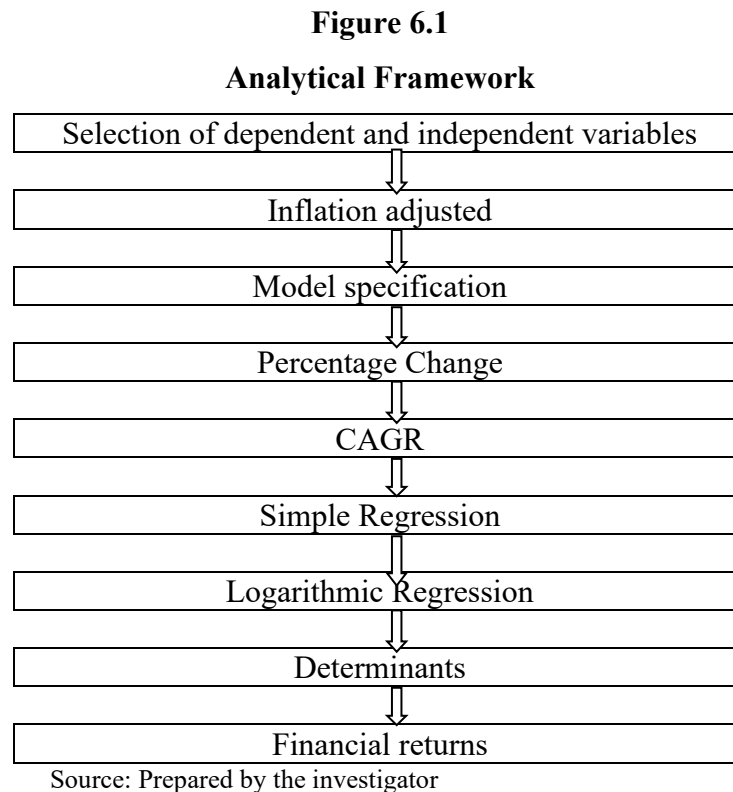 Figure 6.1
Analytical Framework
Selection of dependent and independent variables
Inflation adjusted
Model specification
Percentage Change
CAGR
Simple Regression
Logarithmic Regression
Determinants
Financial returns
Source: Prepared by the investigator